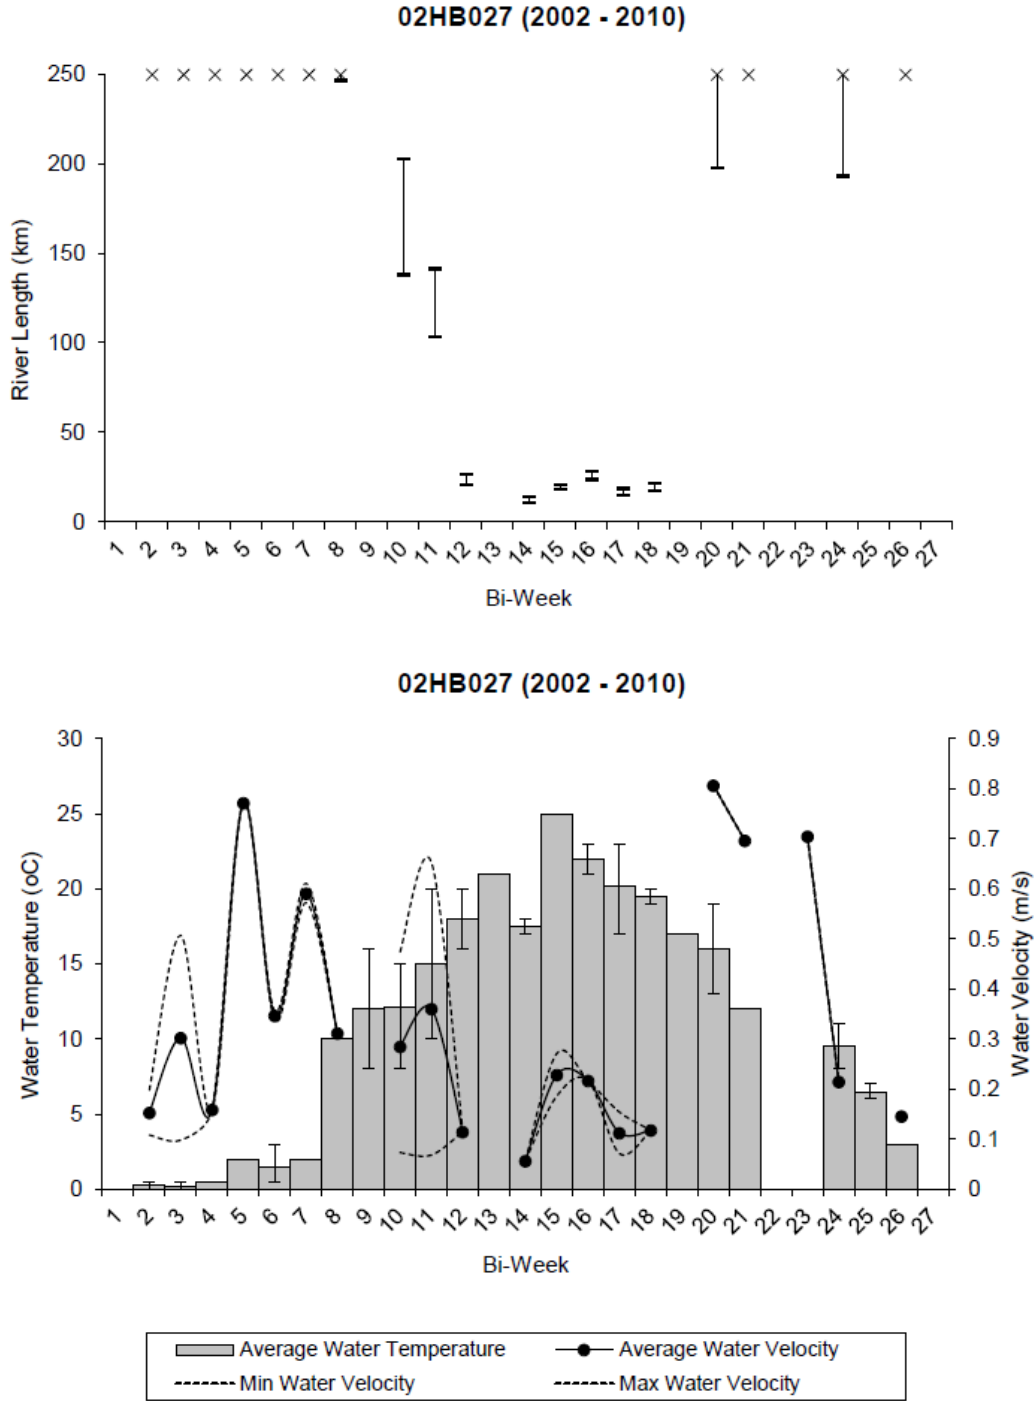 02HB027 (2002 - 2010)
250
200
150
100
50
0
River Length (km)
1 2 3 4 5 6 7 8 9 10 11 12 13 14 15 16 17 18 19 20 21 22 23 24 25 26 27
Bi-Week
02HB027 (2002 - 2010)
30
25
20
15
10
5
0
Water Temperature (oC)
0.9
0.8
0.7
0.6
0.5
0.4
0.3
0.2
0.1
0
Water Velocity (m/s)
1 2 3 4 5 6 7 8 9 10 11 12 13 14 15 16 17 18 19 20 21 22 23 24 25 26 27
Bi-Week
Average Water Temperature Average Water Velocity
Min Water Velocity Max Water Velocity